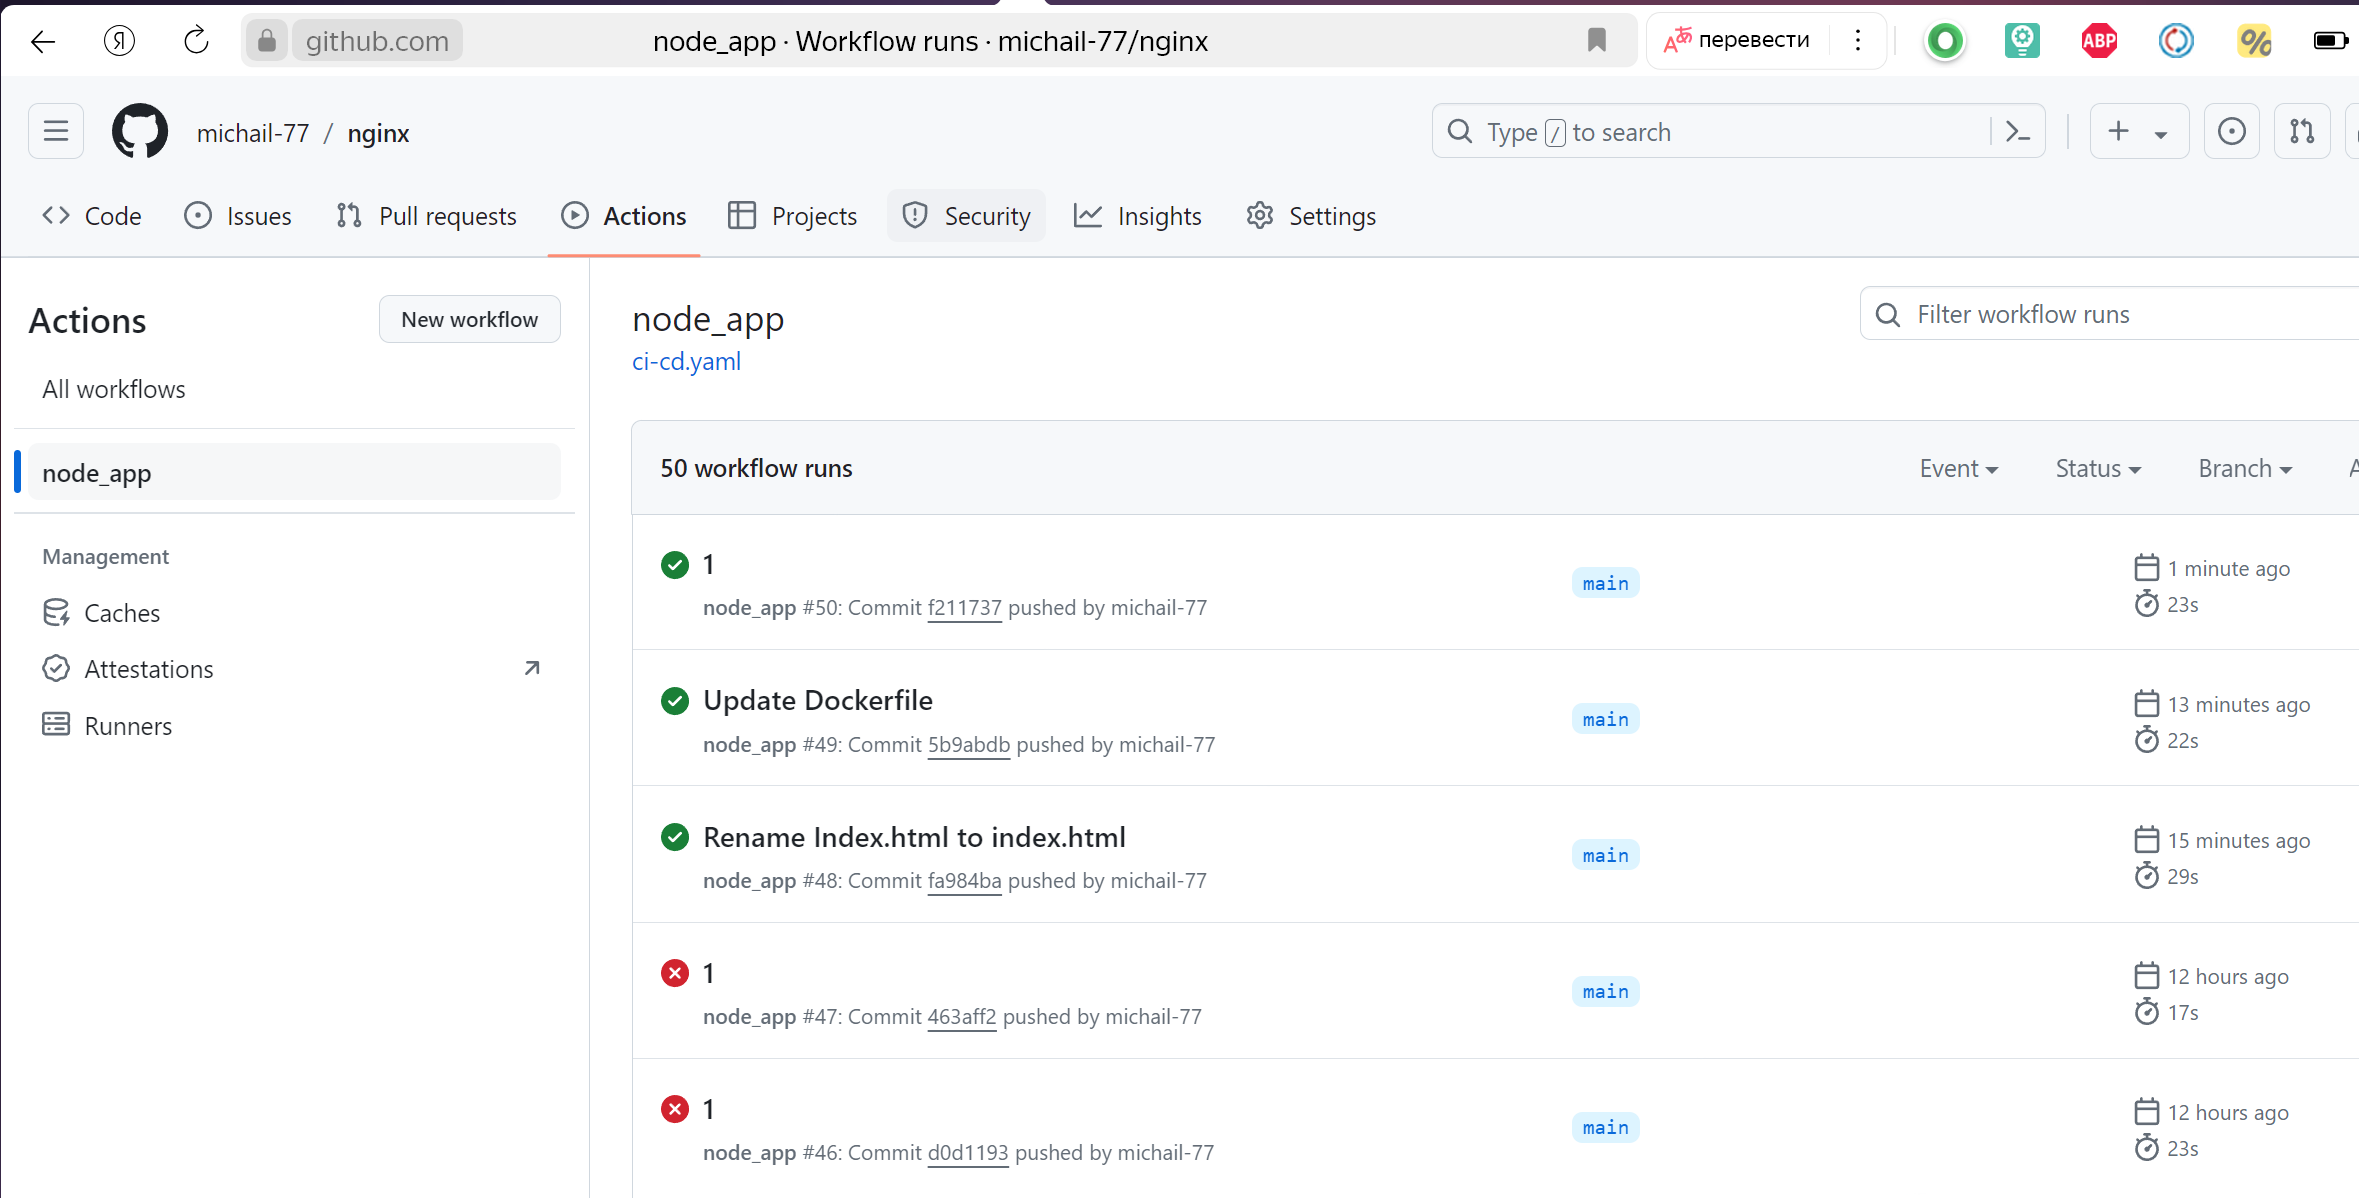 Я
github.com
node_app · Workflow runs · michail-77/nginx
Aあ перевести
ABP
%
michail-77 / nginx
Type / to search
Code
Issues
Pull requests
Actions
Projects
Security
Insights
Settings
Actions
New workflow
All workflows
node_app
Management
Caches
Attestations
Runners
node_app
ci-cd.yaml
Filter workflow runs
50 workflow runs
Event
Status
Branch
A
1
node_app #50: Commit f211737 pushed by michail-77
main
1 minute ago
23s
Update Dockerfile
node_app #49: Commit 5b9abdb pushed by michail-77
main
13 minutes ago
22s
Rename Index.html to index.html
node_app #48: Commit fa984ba pushed by michail-77
main
15 minutes ago
29s
1
node_app #47: Commit 463aff2 pushed by michail-77
main
12 hours ago
17s
1
node_app #46: Commit d0d1193 pushed by michail-77
main
12 hours ago
23s